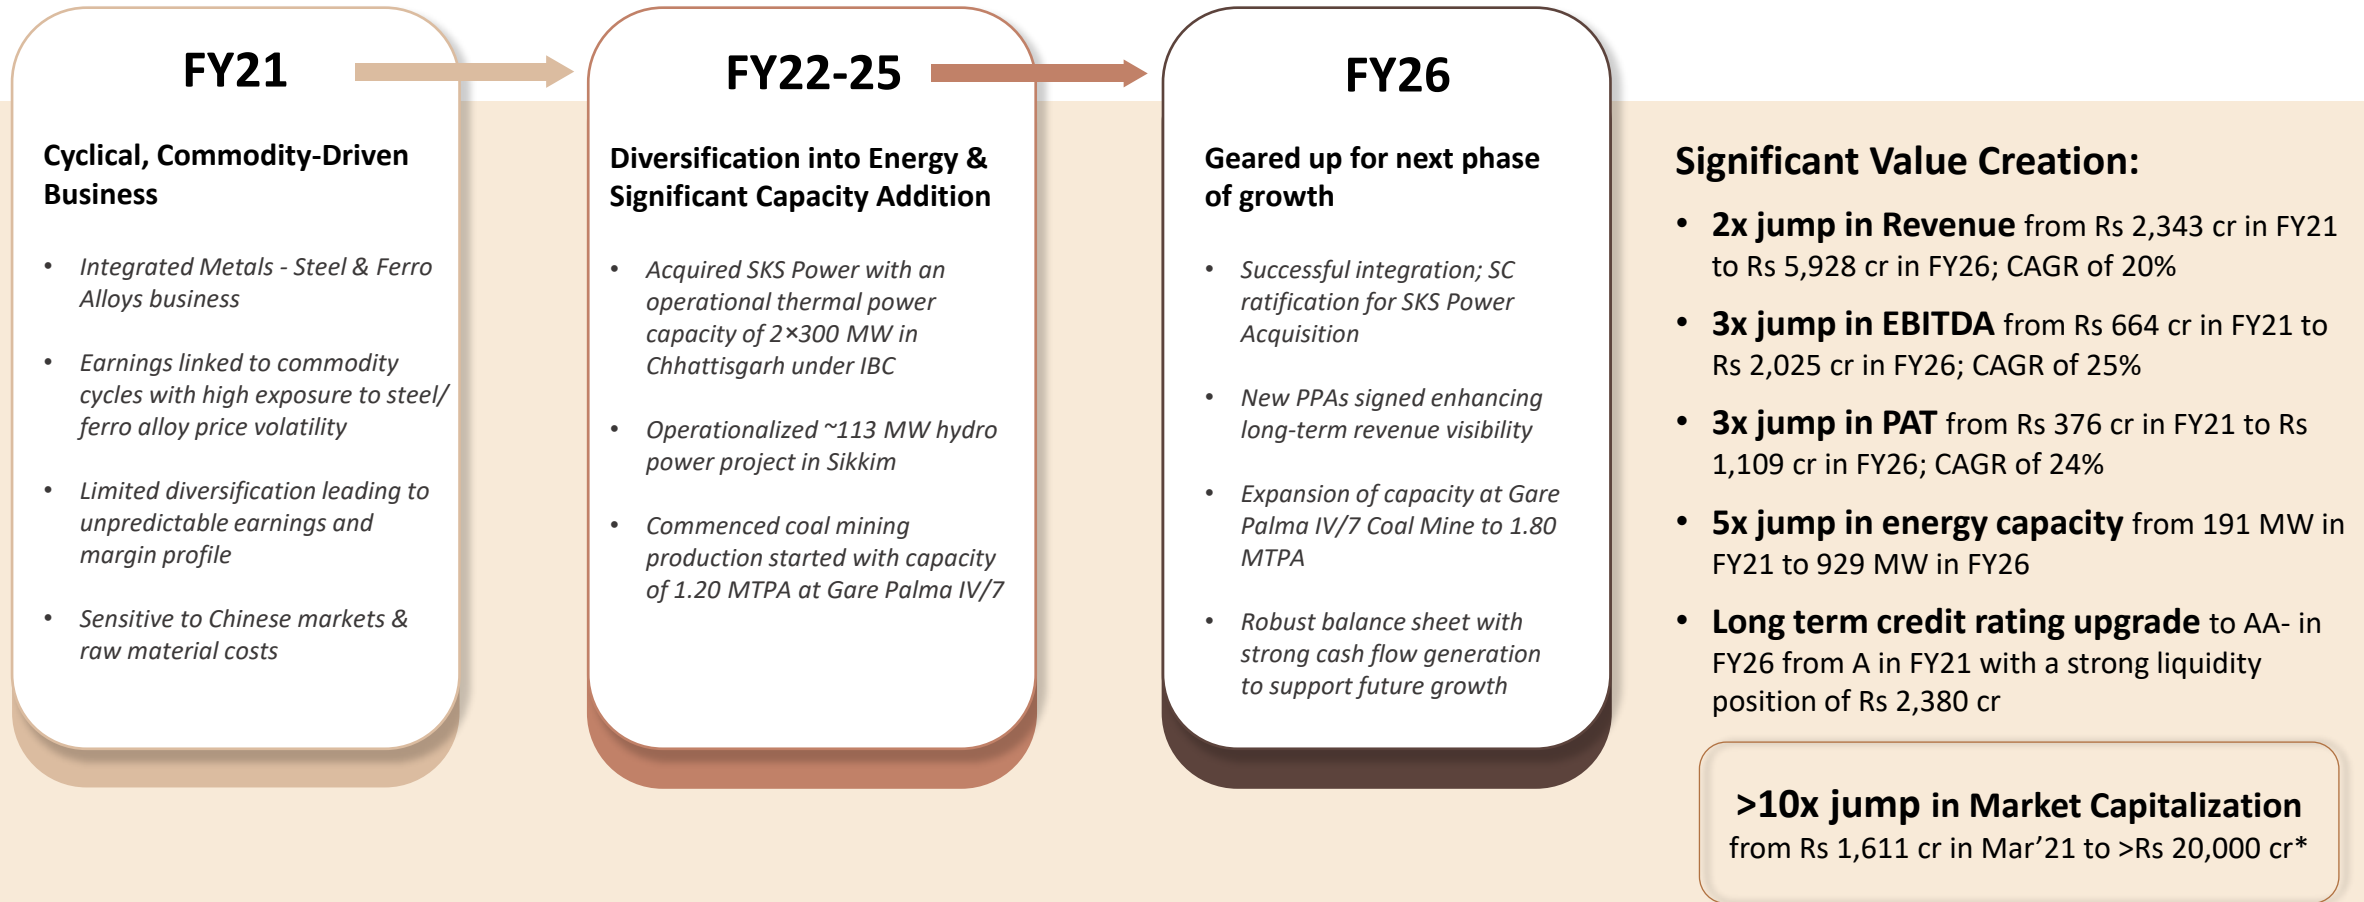 FY21
Cyclical, Commodity-Driven
Business
• Integrated Metals - Steel & Ferro
Alloys business
• Earnings linked to commodity
cycles with high exposure to steel/
ferro alloy price volatility
• Limited diversification leading to
unpredictable earnings and
margin profile
• Sensitive to Chinese markets &
raw material costs
FY22-25
Diversification into Energy &
Significant Capacity Addition
• Acquired SKS Power with an
operational thermal power
capacity of 2×300 MW in
Chhattisgarh under IBC
• Operationalized ~113 MW hydro
power project in Sikkim
• Commenced coal mining
production started with capacity
of 1.20 MTPA at Gare Palma IV/7
FY26
Geared up for next phase
of growth
• Successful integration; SC
ratification for SKS Power
Acquisition
• New PPAs signed enhancing
long-term revenue visibility
• Expansion of capacity at Gare
Palma IV/7 Coal Mine to 1.80
MTPA
• Robust balance sheet with
strong cash flow generation
to support future growth
Significant Value Creation:
• 2x jump in Revenue from Rs 2,343 cr in FY21
to Rs 5,928 cr in FY26; CAGR of 20%
• 3x jump in EBITDA from Rs 664 cr in FY21 to
Rs 2,025 cr in FY26; CAGR of 25%
• 3x jump in PAT from Rs 376 cr in FY21 to Rs
1,109 cr in FY26; CAGR of 24%
• 5x jump in energy capacity from 191 MW in
FY21 to 929 MW in FY26
• Long term credit rating upgrade to AA- in
FY26 from A in FY21 with a strong liquidity
position of Rs 2,380 cr
>10x jump in Market Capitalization
from Rs 1,611 cr in Mar’21 to >Rs 20,000 cr*